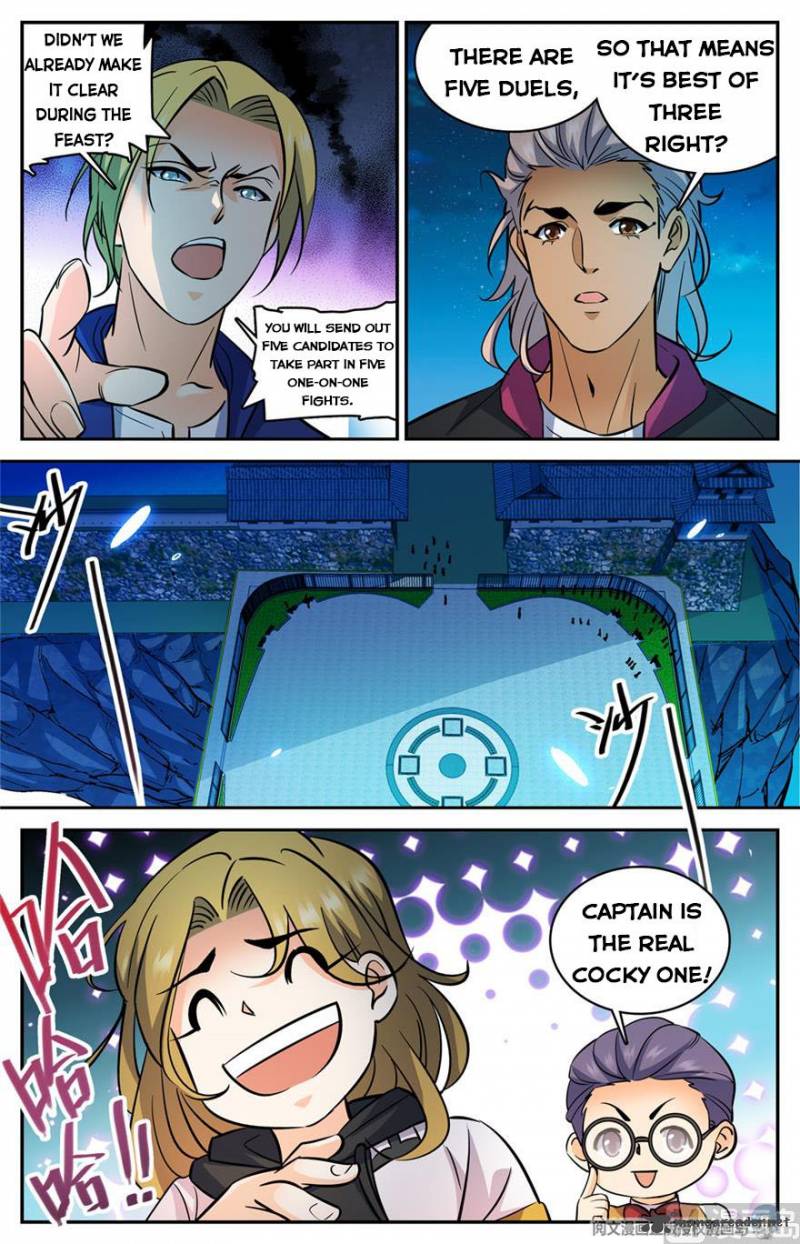 DIDN'T WE
ALREADY MAKE
IT CLEAR
DURING THE
FEAST?
YOU WILL SEND OUT
FIVE CANDIDATES TO
TAKE PART IN FIVE
ONE-ON-ONE
FIGHTS.
THERE ARE
FIVE DUELS,
SO THAT MEANS
IT'S BEST OF
THREE
RIGHT?
哈
哈
哈!!
CAPTAIN IS
THE REAL
COCKY ONE!